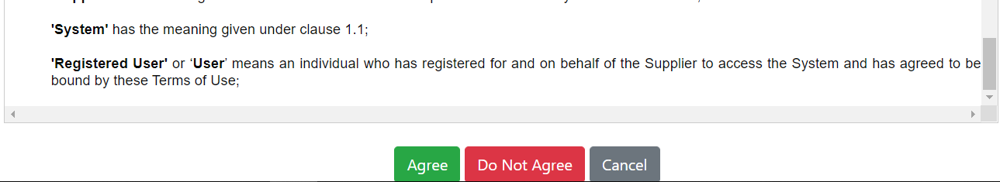 'System' has the meaning given under clause 1.1;
'Registered User' or ‘User’ means an individual who has registered for and on behalf of the Supplier to access the System and has agreed to be
bound by these Terms of Use;
Agree Do Not Agree Cancel